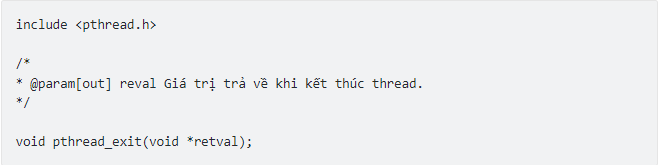 include <pthread.h>
/*
* @param[out] reval Giá trị trả về khi kết thúc thread.
*/
void pthread_exit(void *retval);